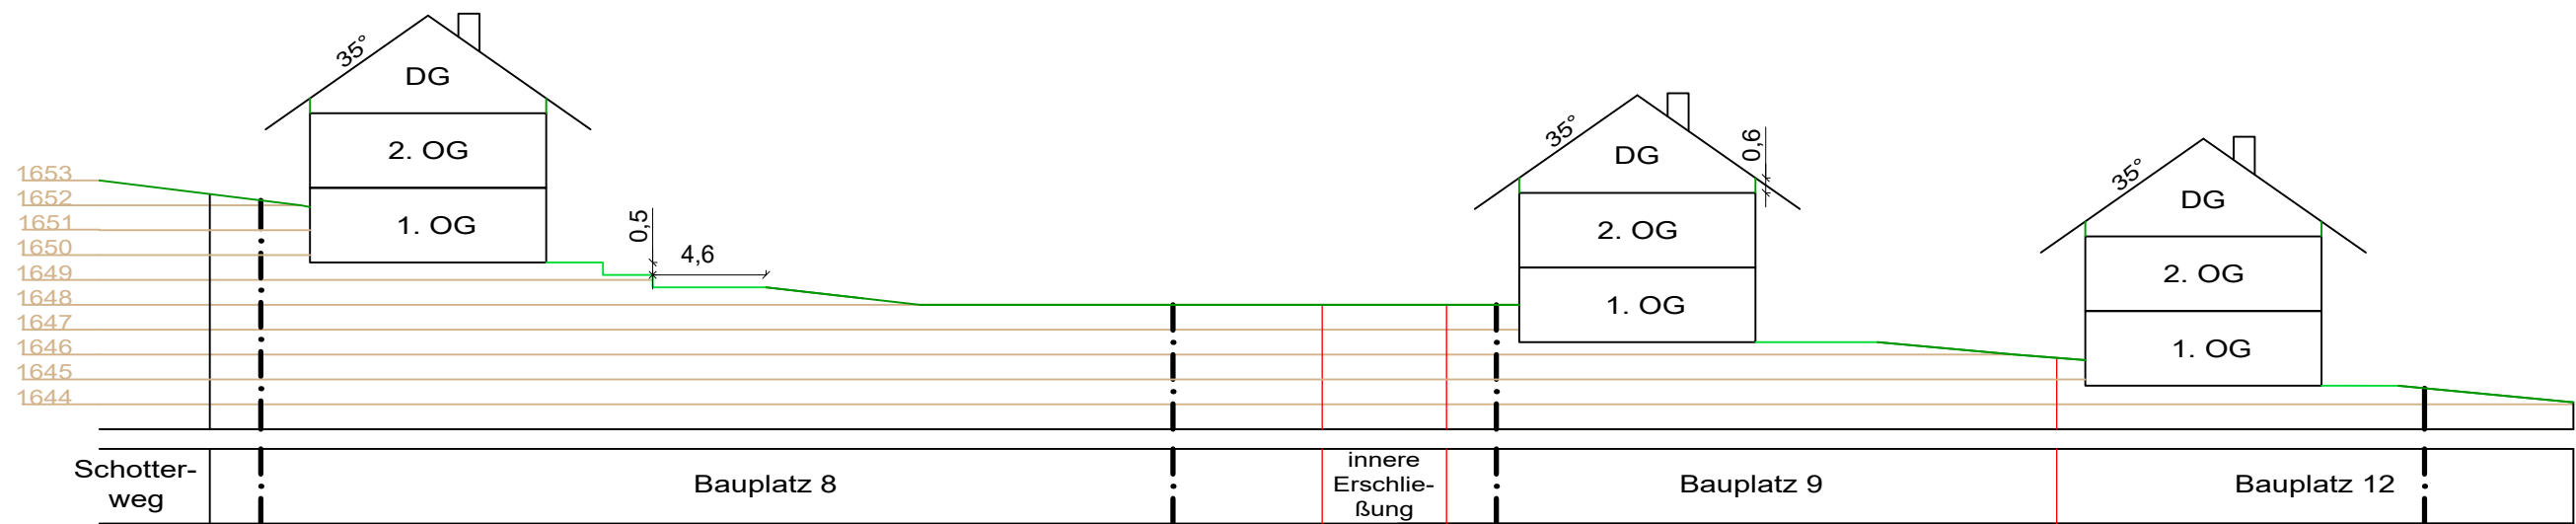 35°
DG
2. OG
1. OG
35°
DG
0,6
2. OG
1. OG
35°
DG
2. OG
1. OG
1653
1652
1651
1650
1649
1648
1647
1646
1645
1644
0,5
4,6
Schotter-
weg
Bauplatz 8
innere
Erschlie-
ßung
Bauplatz 9
Bauplatz 12